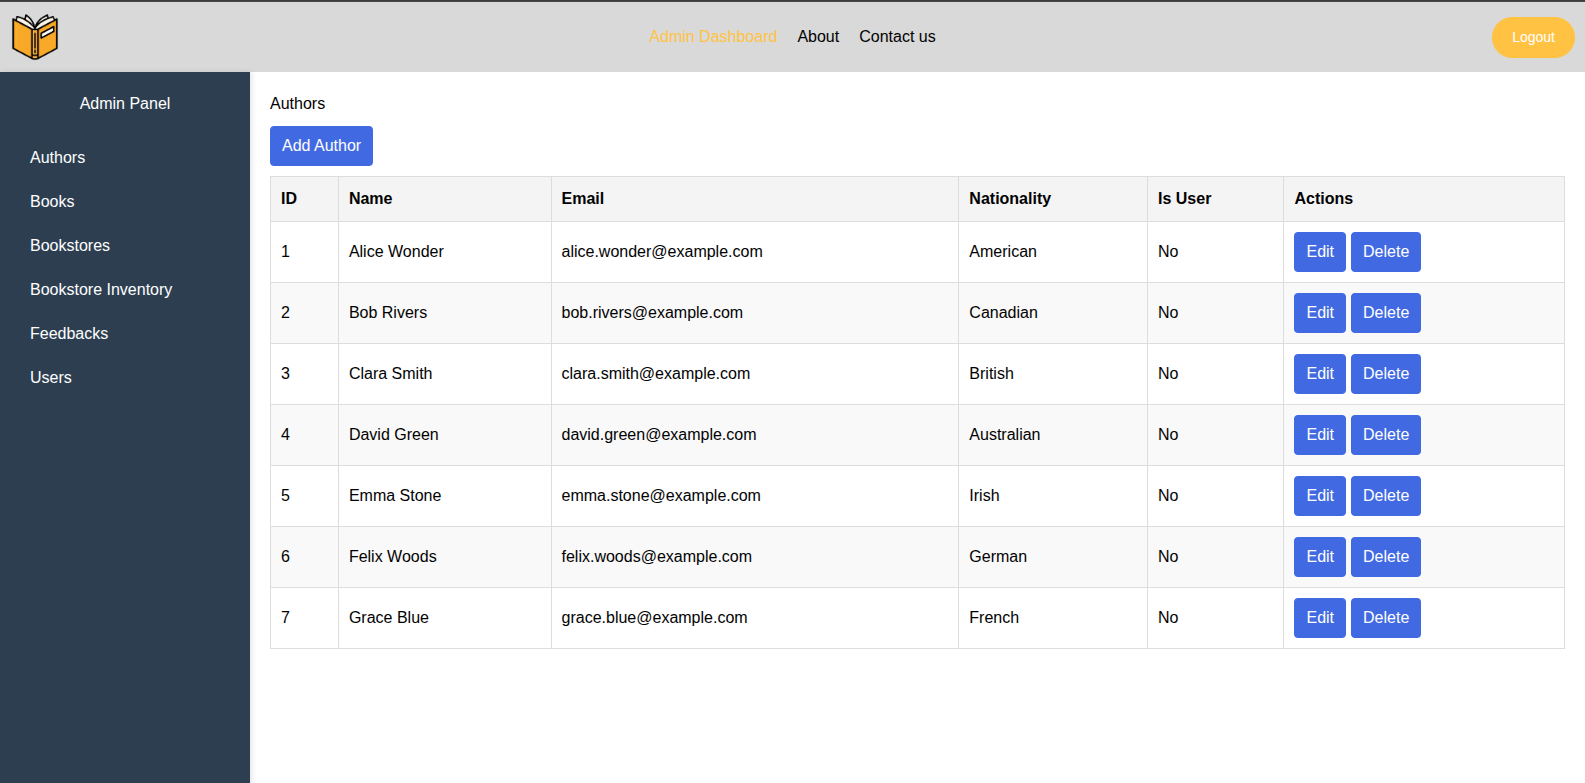 Admin Dashboard About Contact us Logout
Admin Panel
Authors
Books
Bookstores
Bookstore Inventory
Feedbacks
Users
Authors
Add Author
ID Name Email Nationality Is User Actions
1 Alice Wonder alice.wonder@example.com American No Edit Delete
2 Bob Rivers bob.rivers@example.com Canadian No Edit Delete
3 Clara Smith clara.smith@example.com British No Edit Delete
4 David Green david.green@example.com Australian No Edit Delete
5 Emma Stone emma.stone@example.com Irish No Edit Delete
6 Felix Woods felix.woods@example.com German No Edit Delete
7 Grace Blue grace.blue@example.com French No Edit Delete